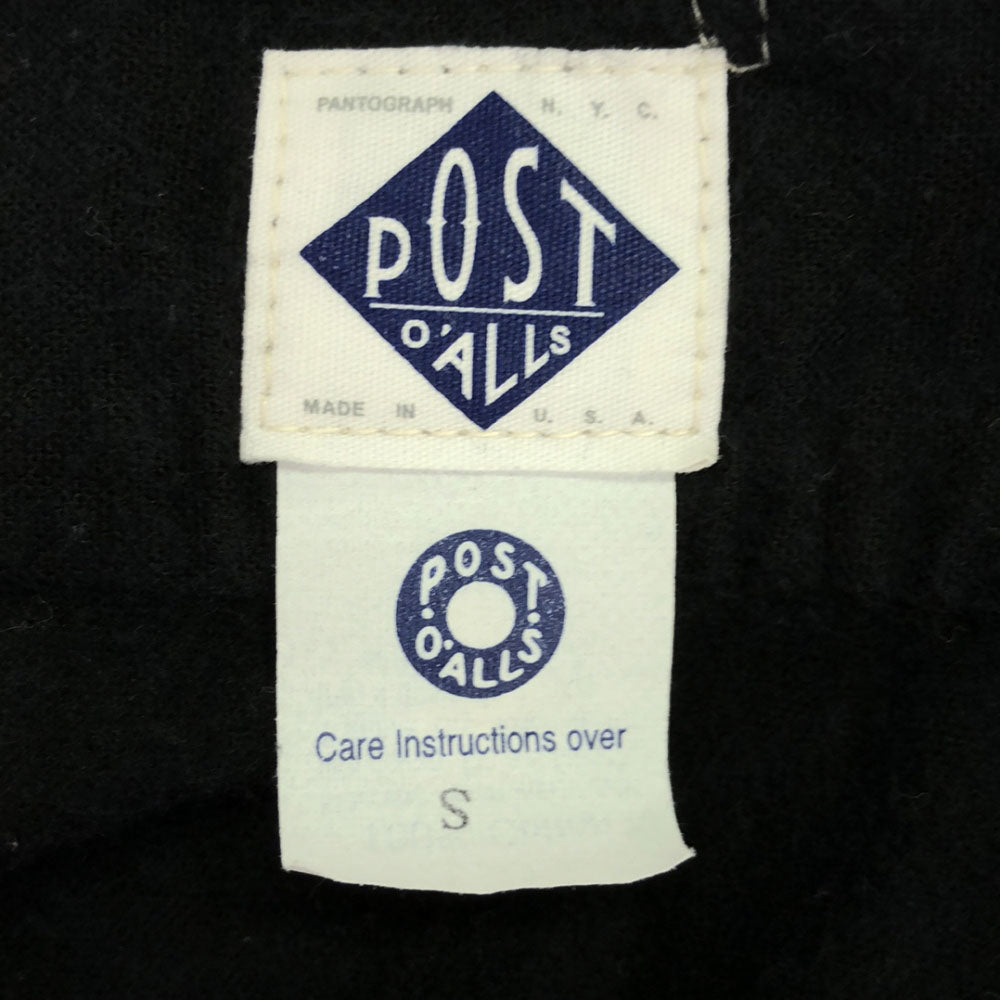 PANTOGRAPH N. Y. C.
POST
O'ALLS
MADE IN U. S. A.
POST
O'ALLS
Care Instructions over
S